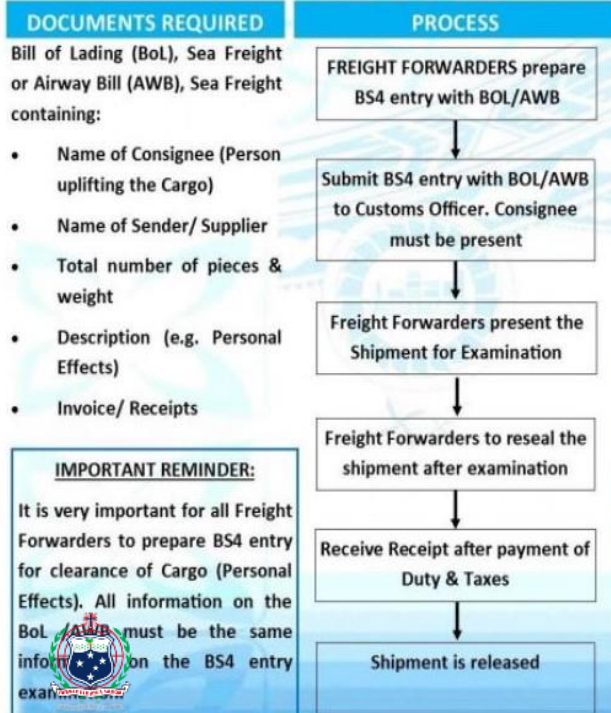 DOCUMENTS REQUIRED
Bill of Lading (BoL), Sea Freight
or Airway Bill (AWB), Sea Freight
containing:
• Name of Consignee (Person
uplifting the Cargo)
• Name of Sender/ Supplier
• Total number of pieces &
weight
• Description (e.g. Personal
Effects)
• Invoice/ Receipts
IMPORTANT REMINDER:
It is very important for all Freight
Forwarders to prepare BS4 entry
for clearance of Cargo (Personal
Effects). All information on the
BoL /AWB must be the same
on the BS4 entry
PROCESS
FREIGHT FORWARDERS prepare
BS4 entry with BOL/AWB
Submit BS4 entry with BOL/AWB
to Customs Officer. Consignee
must be present
Freight Forwarders present the
Shipment for Examination
Freight Forwarders to reseal the
shipment after examination
Receive Receipt after payment of
Duty & Taxes
Shipment is released